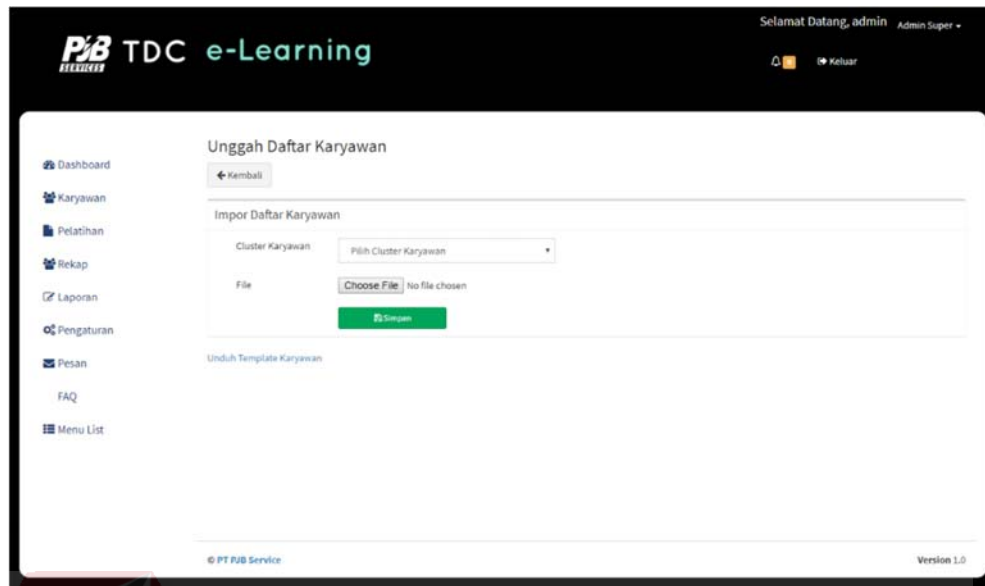 Selamat Datang, admin Admin Super
PJB SERVICES TDC e-Learning
Keluar
Unggah Daftar Karyawan
Dashboard
Kembali
Karyawan
Impor Daftar Karyawan
Pelatihan
Cluster Karyawan Pilih Cluster Karyawan
Rekap
File Choose File No file chosen
Laporan
Simpan
Pengaturan
Unduh Template Karyawan
Pesan
FAQ
Menu List
© PT PJB Service Version 1.0